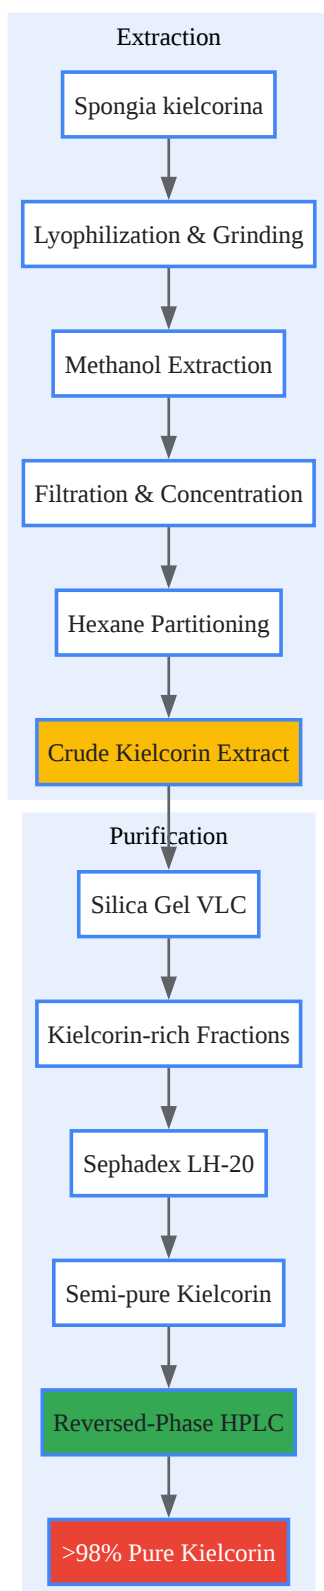 Extraction
Spongia kielcorina
Lyophilization & Grinding
Methanol Extraction
Filtration & Concentration
Hexane Partitioning
Crude Kielcorin Extract
Purification
Silica Gel VLC
Kielcorin-rich Fractions
Sephadex LH-20
Semi-pure Kielcorin
Reversed-Phase HPLC
>98% Pure Kielcorin